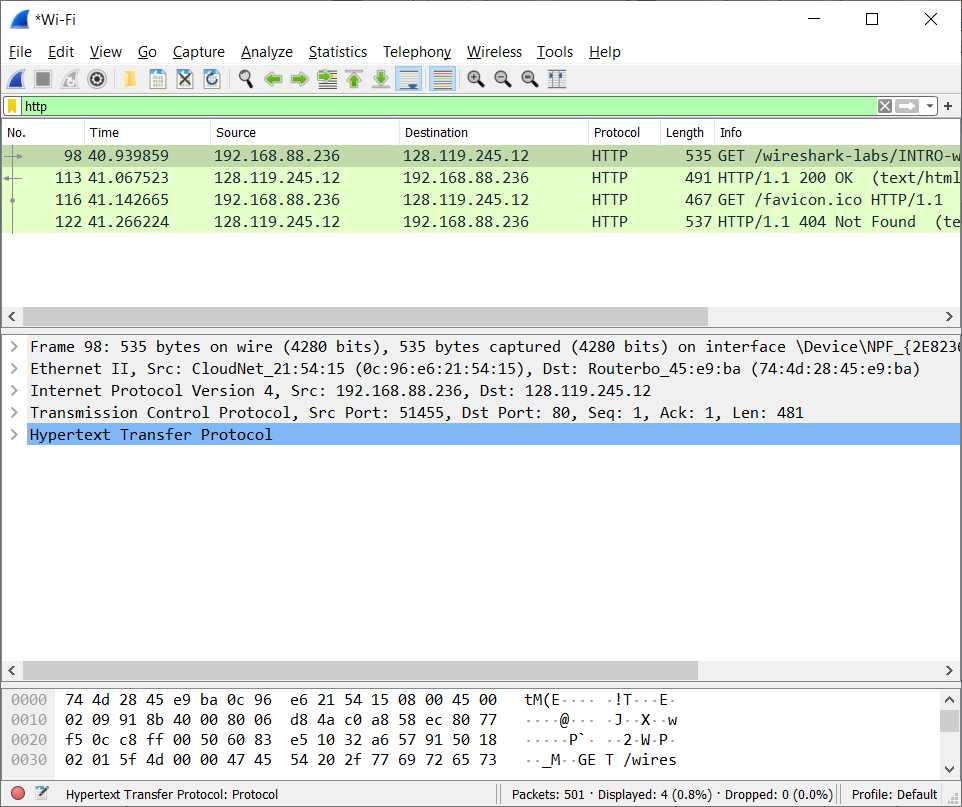 *Wi-Fi
File Edit View Go Capture Analyze Statistics Telephony Wireless Tools Help
http
No. Time Source Destination Protocol Length Info
98 40.939859 192.168.88.236 128.119.245.12 HTTP 535 GET /wireshark-labs/INTRO-w
113 41.067523 128.119.245.12 192.168.88.236 HTTP 491 HTTP/1.1 200 OK (text/html
116 41.142665 192.168.88.236 128.119.245.12 HTTP 467 GET /favicon.ico HTTP/1.1
122 41.266224 128.119.245.12 192.168.88.236 HTTP 537 HTTP/1.1 404 Not Found (te
Frame 98: 535 bytes on wire (4280 bits), 535 bytes captured (4280 bits) on interface \Device\NPF_{2E8236
Ethernet II, Src: CloudNet_21:54:15 (0c:96:e6:21:54:15), Dst: Routerbo_45:e9:ba (74:4d:28:45:e9:ba)
Internet Protocol Version 4, Src: 192.168.88.236, Dst: 128.119.245.12
Transmission Control Protocol, Src Port: 51455, Dst Port: 80, Seq: 1, Ack: 1, Len: 481
Hypertext Transfer Protocol
0000 74 4d 28 45 e9 ba 0c 96 e6 21 54 15 08 00 45 00 tM(E···· ·!T···E·
0010 02 09 91 8b 40 00 80 06 d8 4a c0 a8 58 ec 80 77 ····@··· ·J··X··w
0020 f5 0c c8 ff 00 50 60 83 e5 10 32 a6 57 91 50 18 ·····P`· ··2·W·P·
0030 02 01 5f 4d 00 00 47 45 54 20 2f 77 69 72 65 73 ··_M··GE T /wires
Hypertext Transfer Protocol: Protocol Packets: 501 · Displayed: 4 (0.8%) · Dropped: 0 (0.0%) Profile: Default